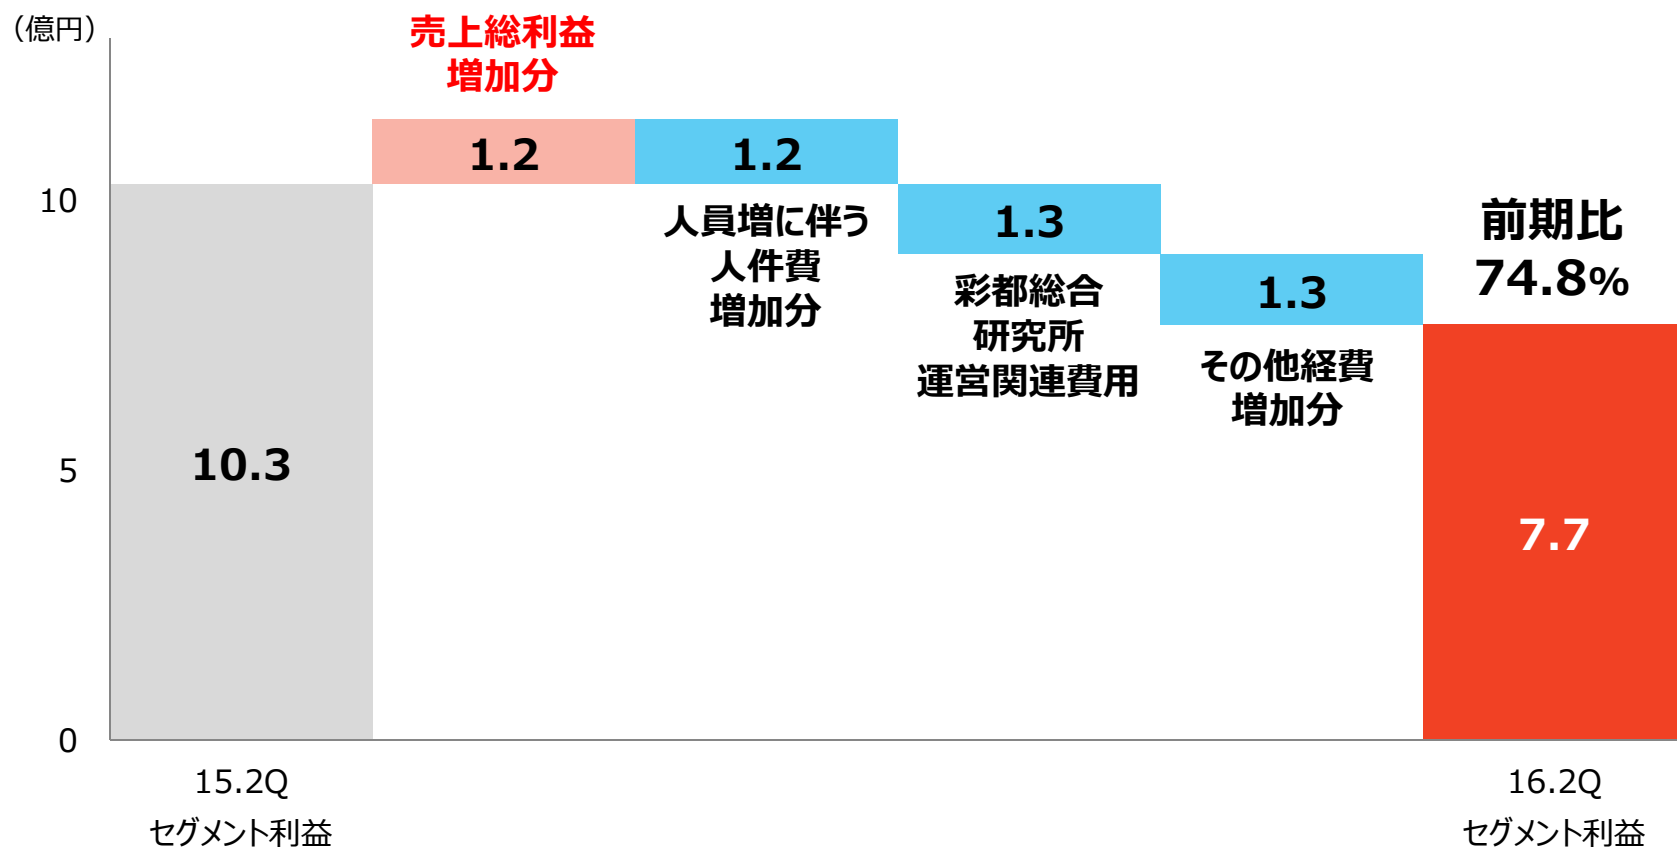 （億円）
売上総利益
増加分
1.2
1.2
10
人員増に伴う
人件費
増加分
1.3
前期比
74.8%
彩都総合
研究所
運営関連費用
1.3
その他経費
増加分
5
10.3
7.7
0
15.2Q
セグメント利益
16.2Q
セグメント利益